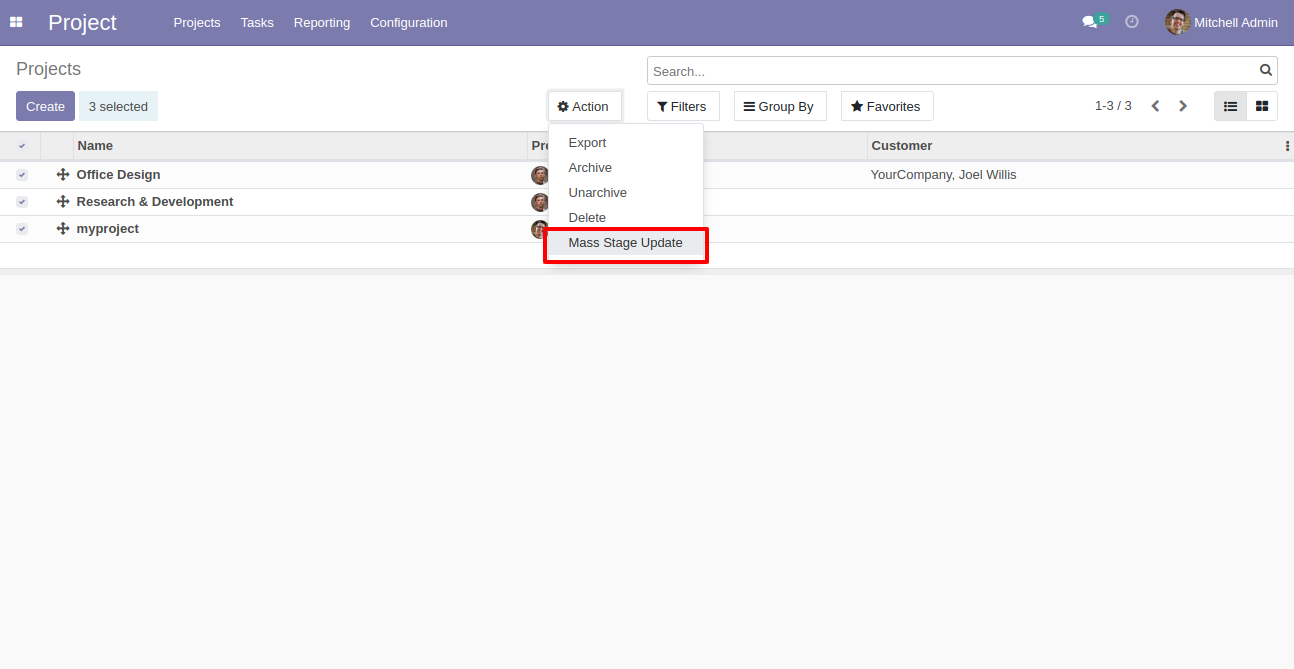 Project Projects Tasks Reporting Configuration 5 Mitchell Admin
Projects
Search...
Create 3 selected Action Filters Group By Favorites 1-3 / 3
Name Customer
Office Design YourCompany, Joel Willis
Research & Development
myproject
Export
Archive
Unarchive
Delete
Mass Stage Update